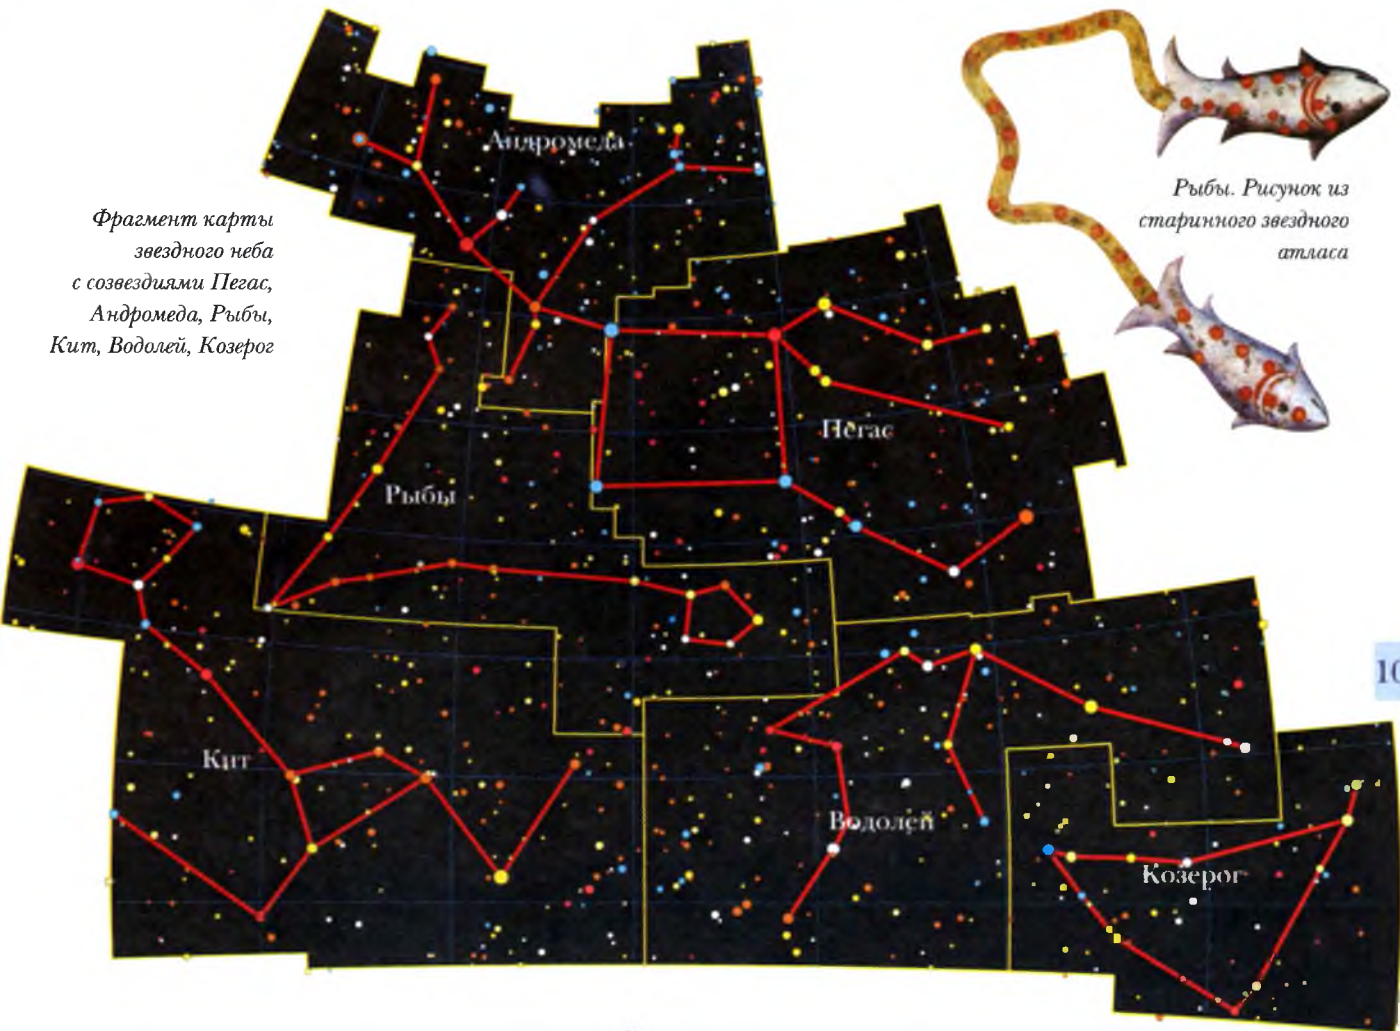 Андромеда
Фрагмент карты
звездного неба
с созвездиями Пегас,
Андромеда, Рыбы,
Кит, Водолей, Козерог
Рыбы. Рисунок из
старинного звездного
атласа
Пегас
Рыбы
10
Кит
Водолей
Козерог